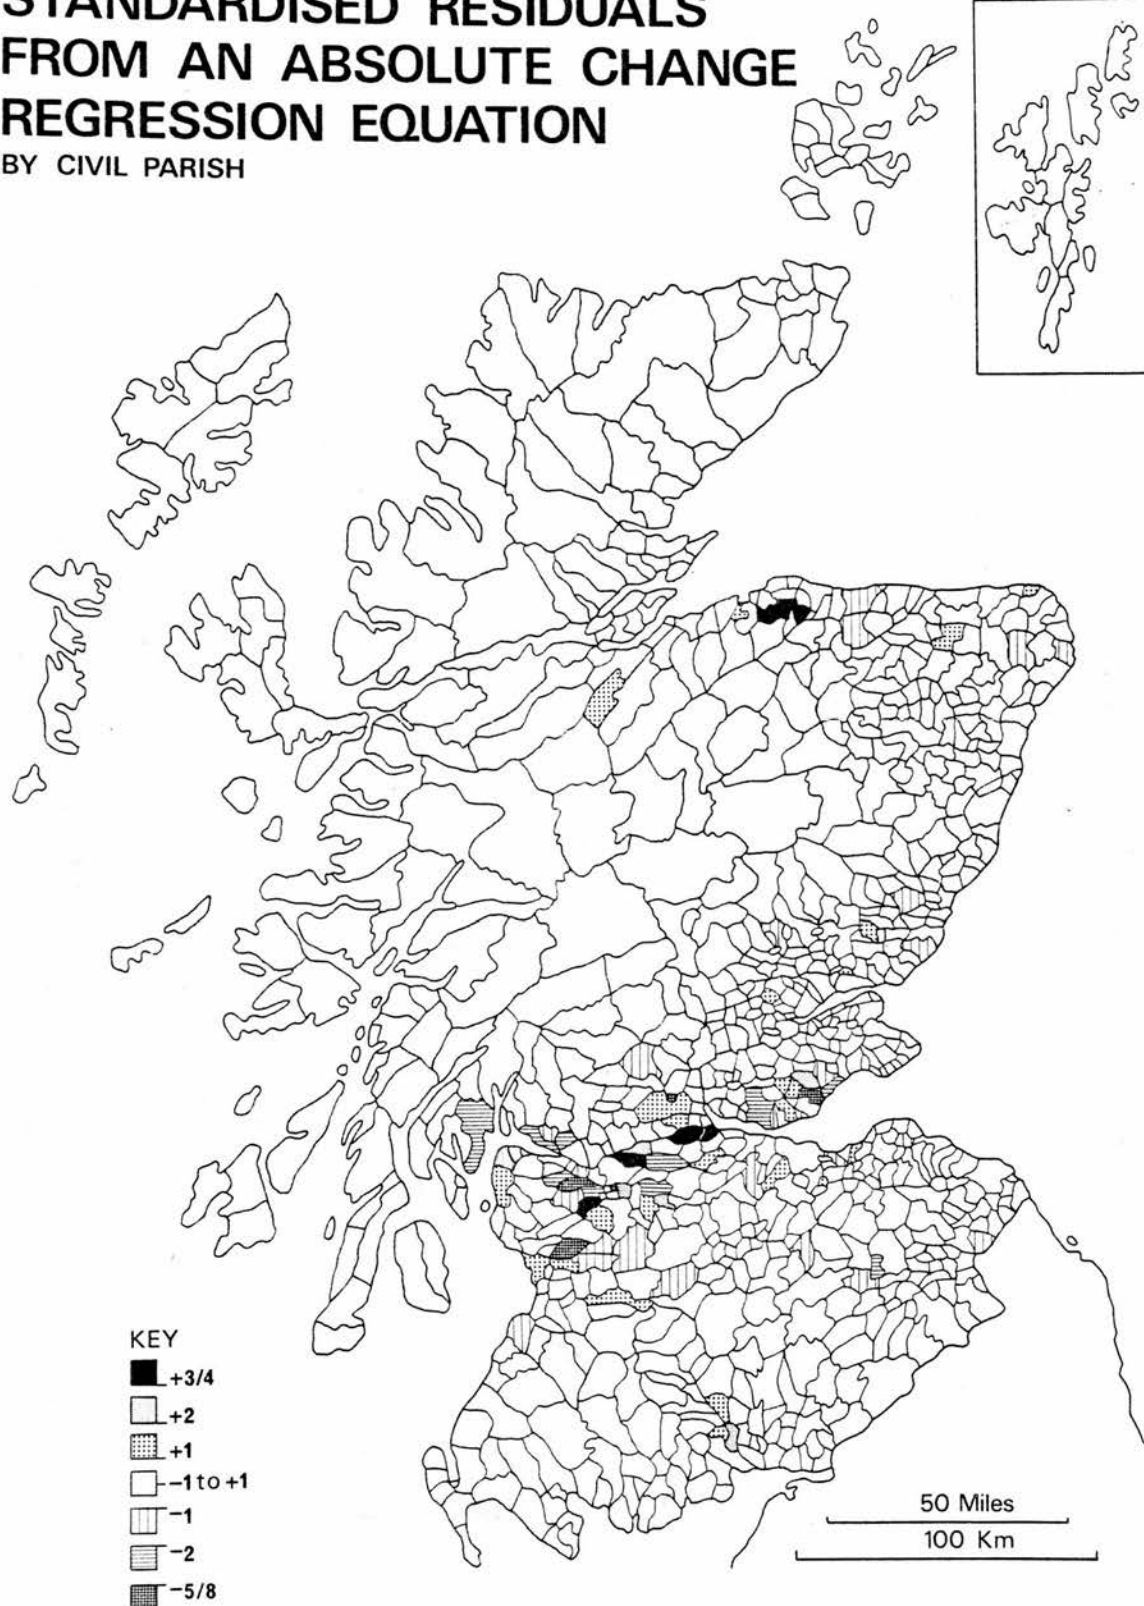 STANDARDISED RESIDUALS
FROM AN ABSOLUTE CHANGE
REGRESSION EQUATION
BY CIVIL PARISH
KEY
+3/4
+2
+1
-1 to +1
-1
-2
-5/8
50 Miles
100 Km